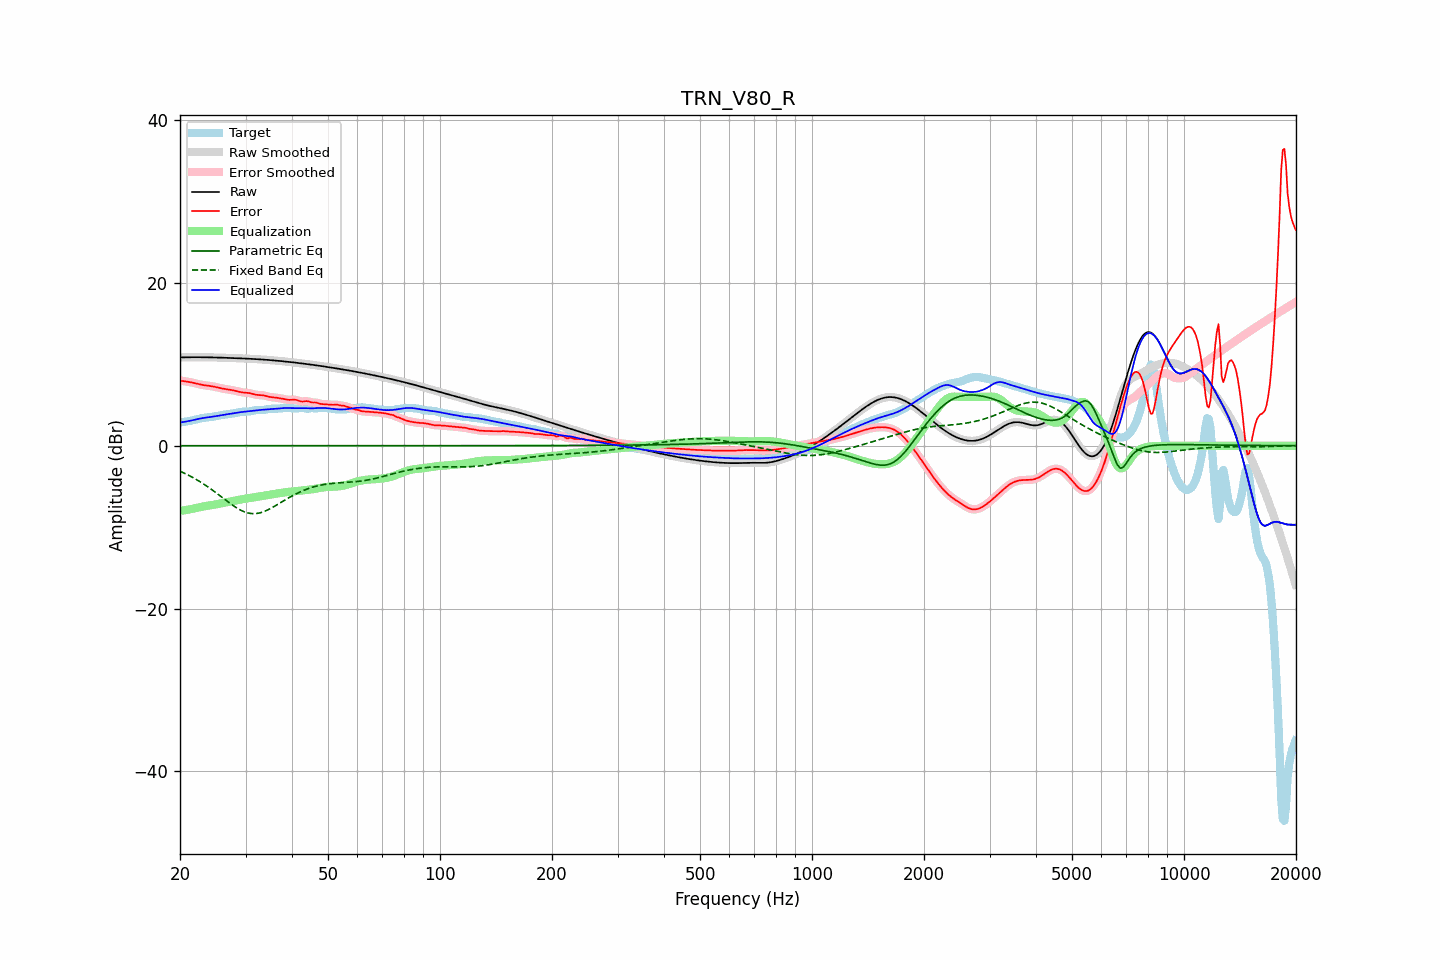 TRN_V80_R
40
20
0
−20
−40
Amplitude (dBr)
Target
Raw Smoothed
Error Smoothed
Raw
Error
Equalization
Parametric Eq
Fixed Band Eq
Equalized
20 50 100 200 500 1000 2000 5000 10000 20000
Frequency (Hz)